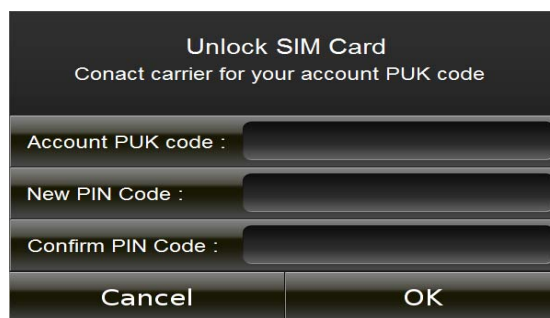 Unlock SIM Card
Conact carrier for your account PUK code
Account PUK code :
New PIN Code :
Confirm PIN Code :
Cancel OK